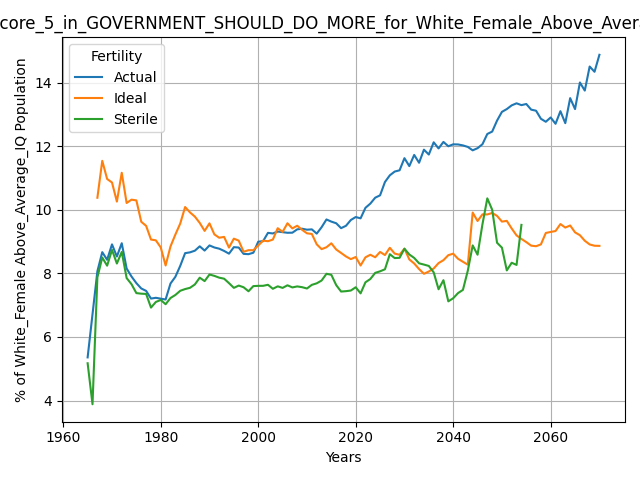 core_5_in_GOVERNMENT_SHOULD_DO_MORE_for_White_Female_Above_Avera
Fertility
Actual
Ideal
Sterile
% of White_Female Above_Average_IQ Population
14
12
10
8
6
4
1960
1980
2000
2020
2040
2060
Years